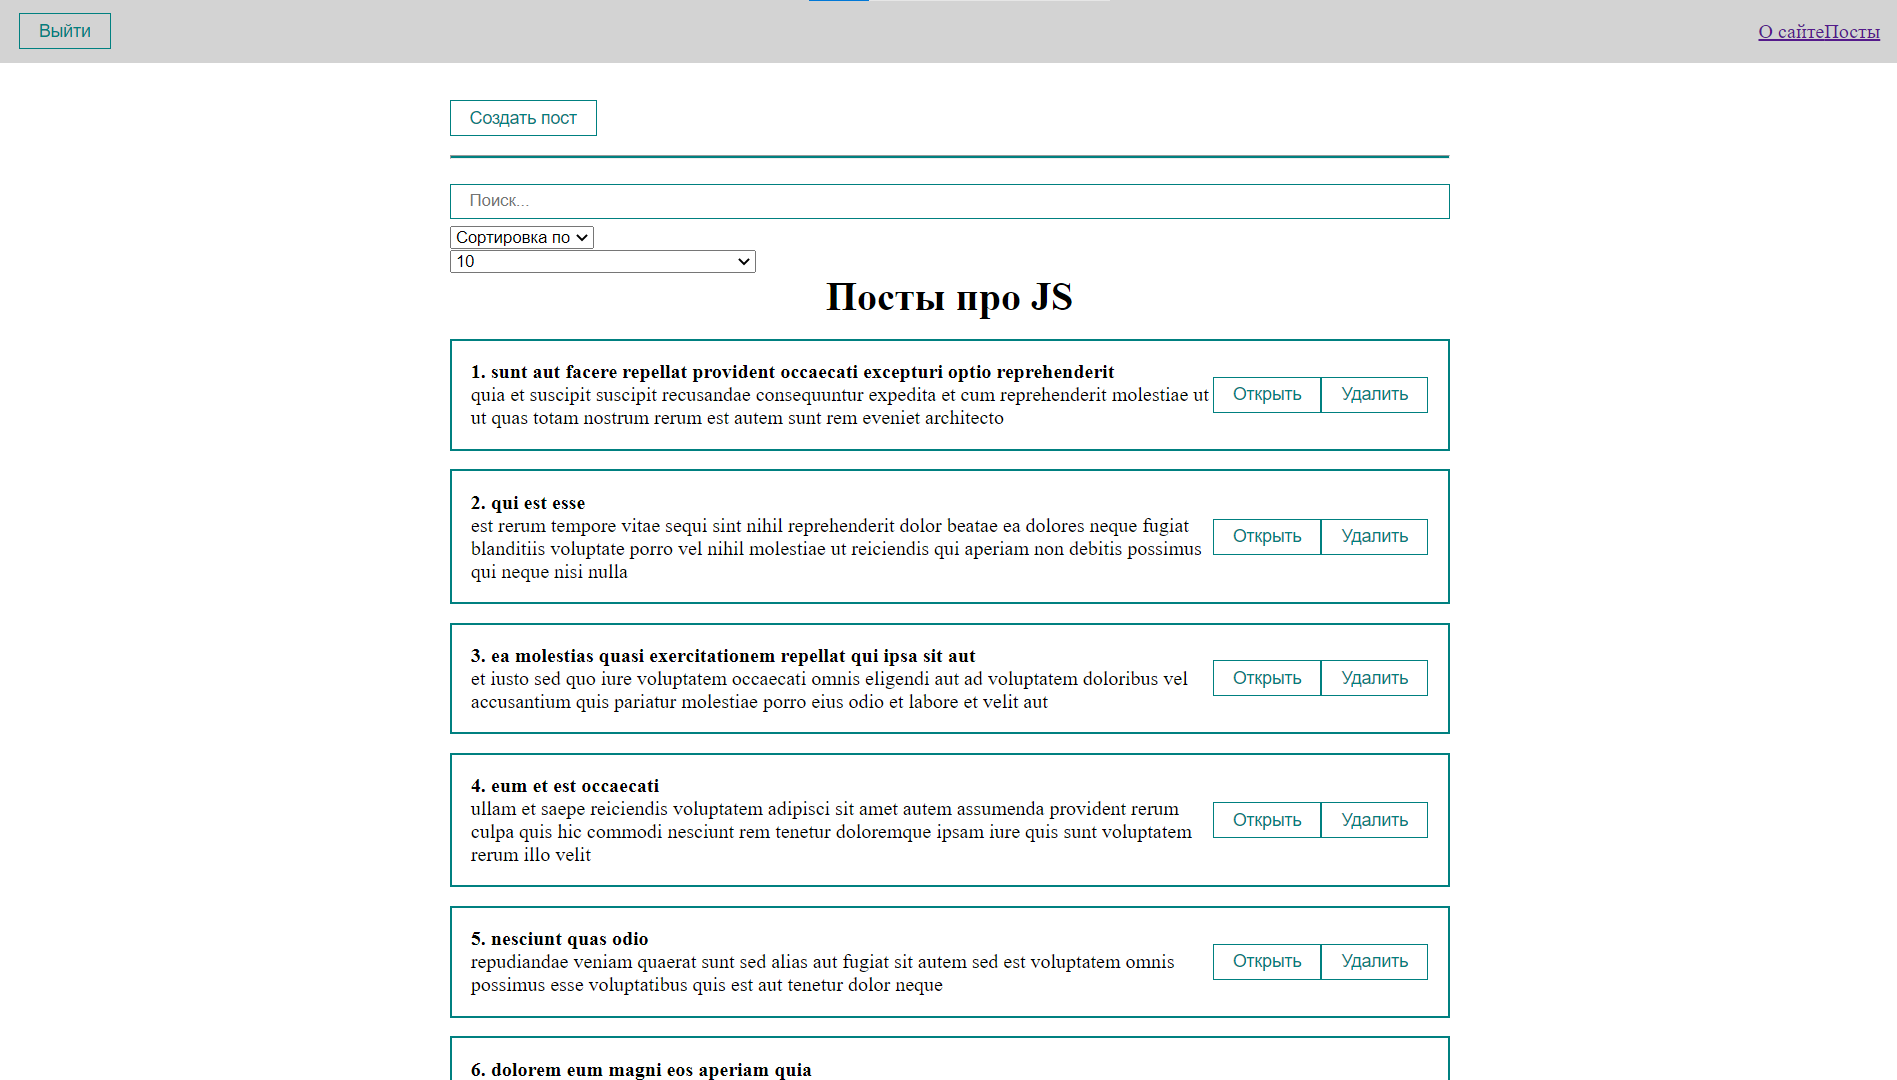 Выйти
О сайтеПосты
Создать пост
Поиск...
Сортировка по
10
Посты про JS
1. sunt aut facere repellat provident occaecati excepturi optio reprehenderit
quia et suscipit suscipit recusandae consequuntur expedita et cum reprehenderit molestiae ut
ut quas totam nostrum rerum est autem sunt rem eveniet architecto
Открыть
Удалить
2. qui est esse
est rerum tempore vitae sequi sint nihil reprehenderit dolor beatae ea dolores neque fugiat
blanditiis voluptate porro vel nihil molestiae ut reiciendis qui aperiam non debitis possimus
qui neque nisi nulla
Открыть
Удалить
3. ea molestias quasi exercitationem repellat qui ipsa sit aut
et iusto sed quo iure voluptatem occaecati omnis eligendi aut ad voluptatem doloribus vel
accusantium quis pariatur molestiae porro eius odio et labore et velit aut
Открыть
Удалить
4. eum et est occaecati
ullam et saepe reiciendis voluptatem adipisci sit amet autem assumenda provident rerum
culpa quis hic commodi nesciunt rem tenetur doloremque ipsam iure quis sunt voluptatem
rerum illo velit
Открыть
Удалить
5. nesciunt quas odio
repudiandae veniam quaerat sunt sed alias aut fugiat sit autem sed est voluptatem omnis
possimus esse voluptatibus quis est aut tenetur dolor neque
Открыть
Удалить
6. dolorem eum magni eos aperiam quia